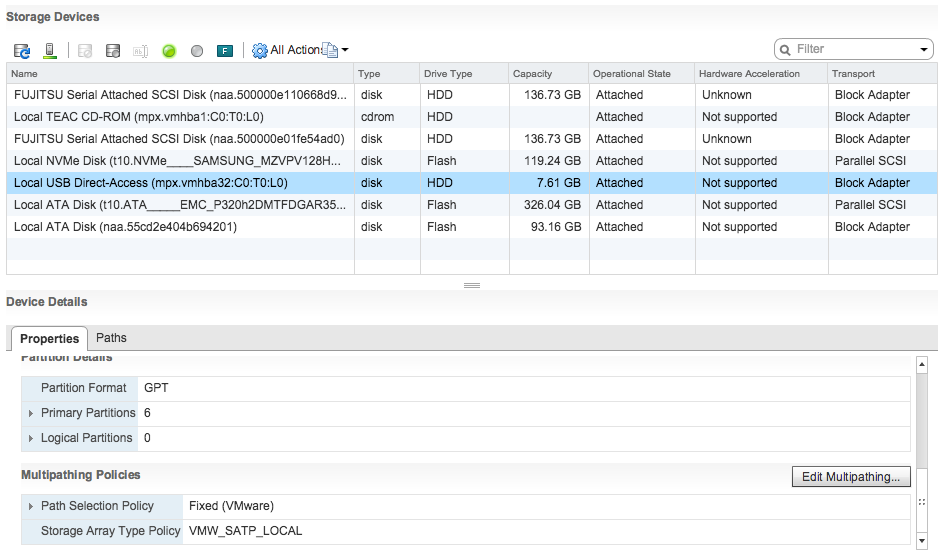 Storage Devices
All Actions
Filter
Name Type Drive Type Capacity Operational State Hardware Acceleration Transport
FUJITSU Serial Attached SCSI Disk (naa.500000e110668d9... disk HDD 136.73 GB Attached Unknown Block Adapter
Local TEAC CD-ROM (mpx.vmhba1:C0:T0:L0) cdrom HDD Attached Not supported Block Adapter
FUJITSU Serial Attached SCSI Disk (naa.500000e01fe54ad0) disk HDD 136.73 GB Attached Unknown Block Adapter
Local NVMe Disk (t10.NVMe____SAMSUNG_MZVPV128H... disk Flash 119.24 GB Attached Not supported Parallel SCSI
Local USB Direct-Access (mpx.vmhba32:C0:T0:L0) disk HDD 7.61 GB Attached Not supported Block Adapter
Local ATA Disk (t10.ATA_____EMC_P320h2DMTFDGAR35... disk Flash 326.04 GB Attached Not supported Parallel SCSI
Local ATA Disk (naa.55cd2e404b694201) disk Flash 93.16 GB Attached Not supported Block Adapter
Device Details
Properties Paths
Partition Details
Partition Format GPT
Primary Partitions 6
Logical Partitions 0
Multipathing Policies Edit Multipathing...
Path Selection Policy Fixed (VMware)
Storage Array Type Policy VMW_SATP_LOCAL